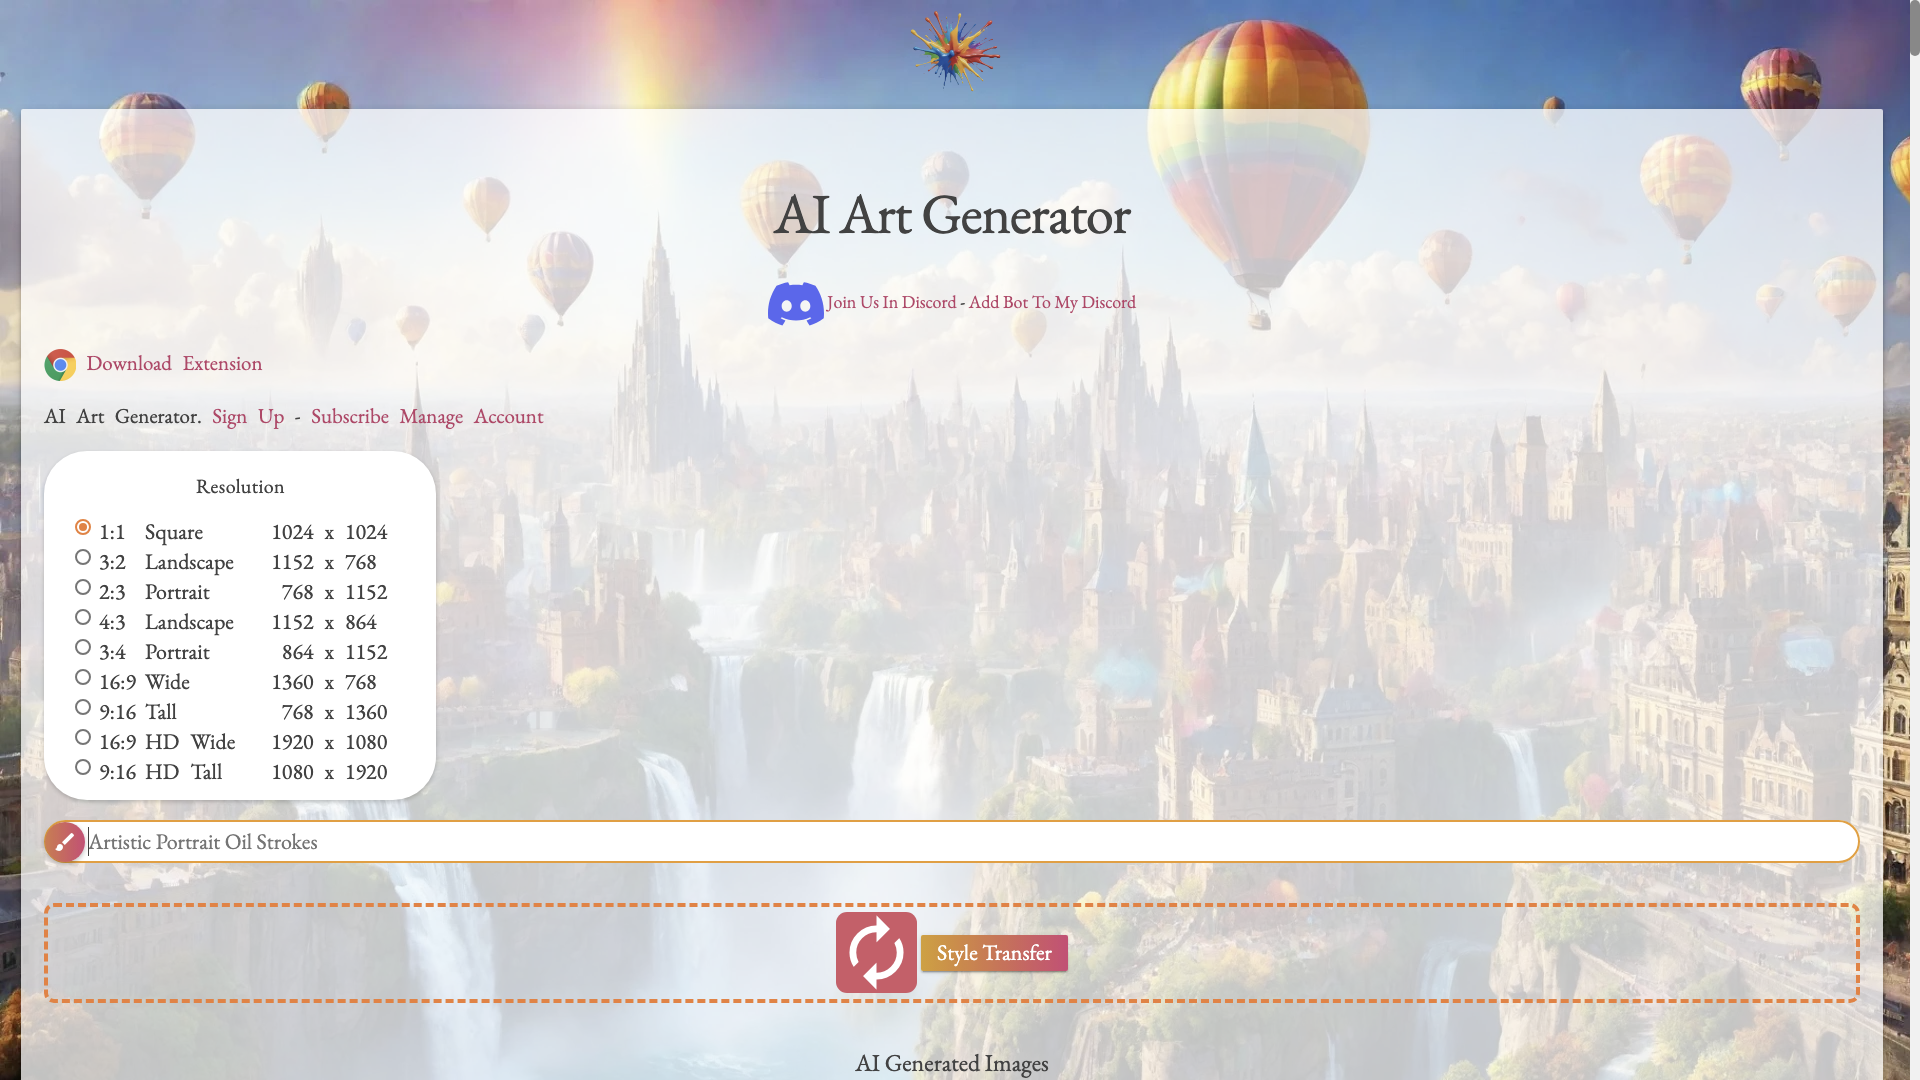 AI Art Generator
Join Us In Discord - Add Bot To My Discord
Download Extension
AI Art Generator. Sign Up - Subscribe Manage Account
Resolution
1:1 Square 1024 x 1024
3:2 Landscape 1152 x 768
2:3 Portrait 768 x 1152
4:3 Landscape 1152 x 864
3:4 Portrait 864 x 1152
16:9 Wide 1360 x 768
9:16 Tall 768 x 1360
16:9 HD Wide 1920 x 1080
9:16 HD Tall 1080 x 1920
Artistic Portrait Oil Strokes
Style Transfer
AI Generated Images